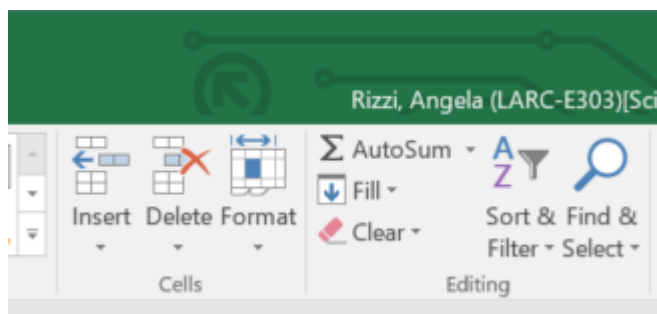 Rizzi, Angela (LARC-E303)[Sci
AutoSum
Fill
Clear
Insert Delete Format
Sort & Filter
Find & Select
Cells
Editing